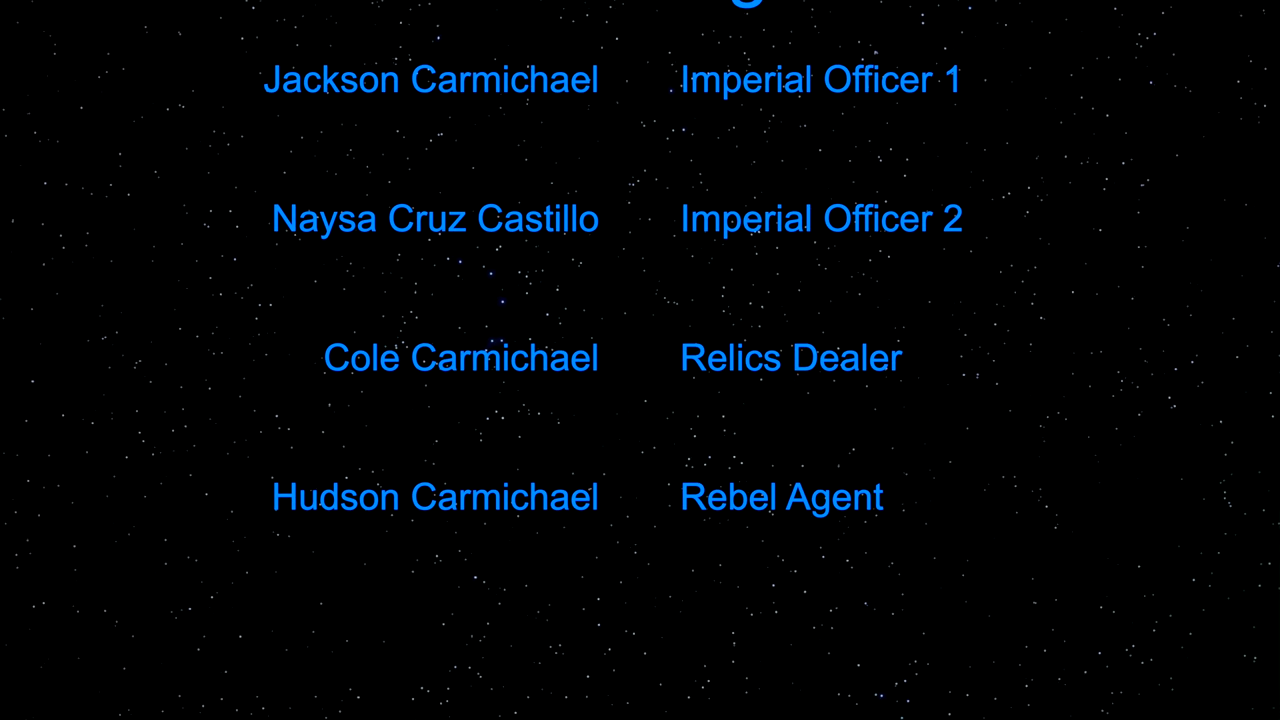 Jackson Carmichael Imperial Officer 1
Naysa Cruz Castillo Imperial Officer 2
Cole Carmichael Relics Dealer
Hudson Carmichael Rebel Agent